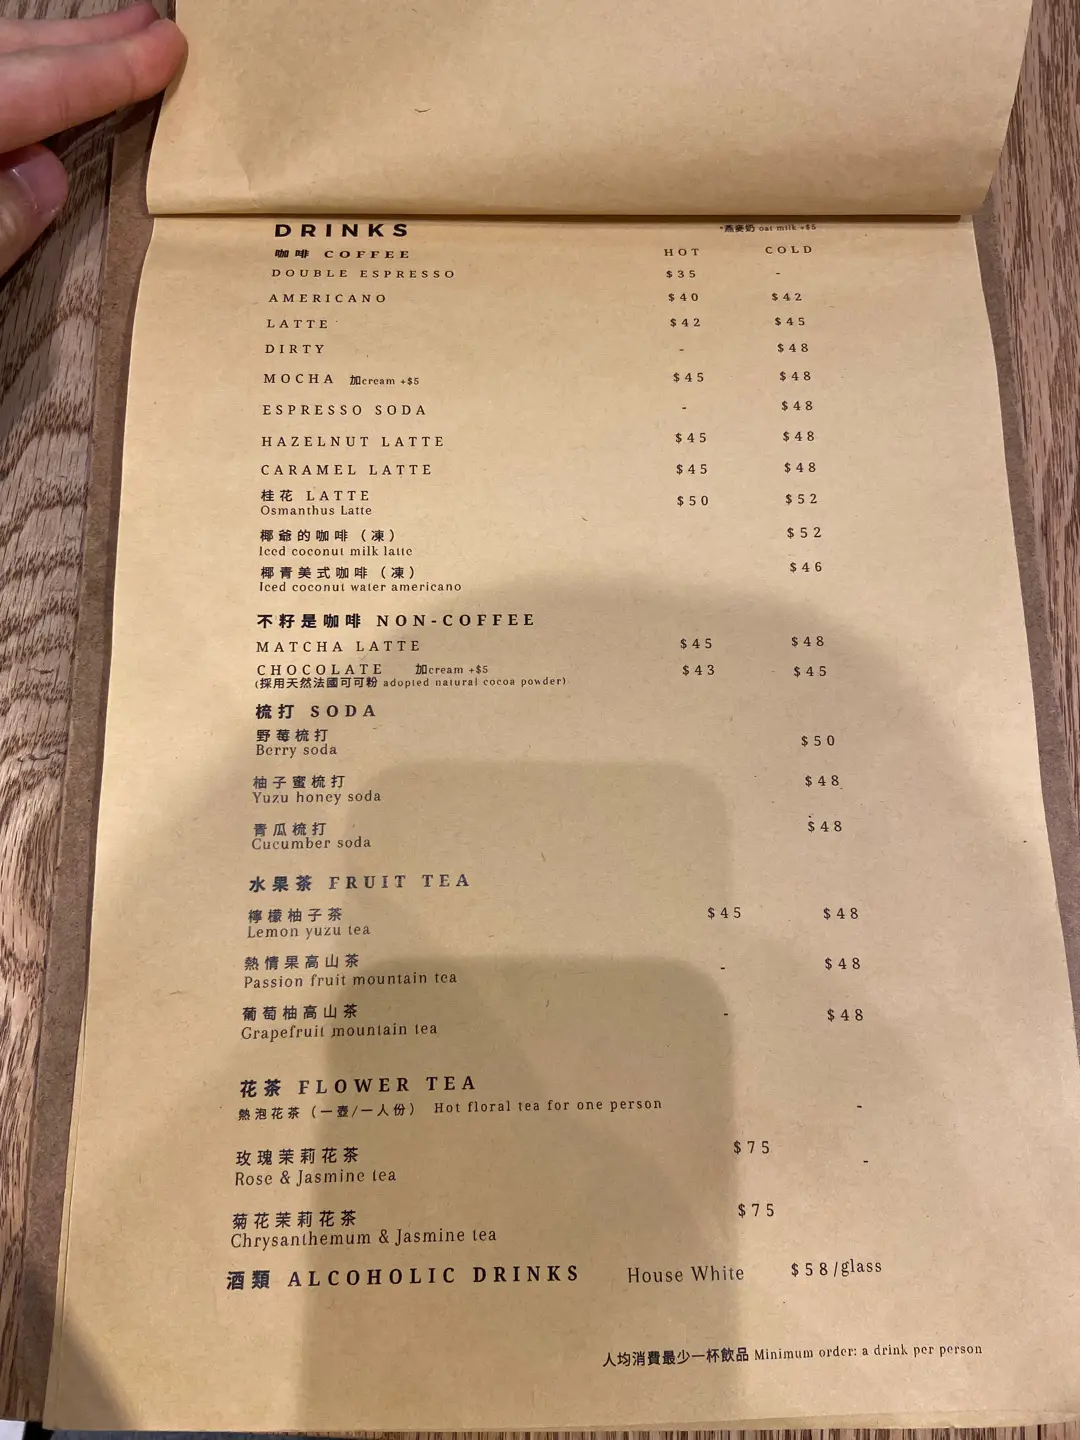 DRINKS
*燕麥奶 oat milk +$5
咖啡 COFFEE HOT COLD
DOUBLE ESPRESSO $35 -
AMERICANO $40 $42
LATTE $42 $45
DIRTY - $48
MOCHA 加cream +$5 $45 $48
ESPRESSO SODA - $48
HAZELNUT LATTE $45 $48
CARAMEL LATTE $45 $48
桂花 LATTE $50 $52
Osmanthus Latte
椰爺的咖啡（凍） $52
Iced coconut milk latte
椰青美式咖啡（凍） $46
Iced coconut water americano
不籽是咖啡 NON-COFFEE
MATCHA LATTE $45 $48
CHOCOLATE 加cream +$5 $43 $45
(採用天然法國可可粉 adopted natural cocoa powder)
梳打 SODA
野莓梳打 $50
Berry soda
柚子蜜梳打 $48
Yuzu honey soda
青瓜梳打 $48
Cucumber soda
水果茶 FRUIT TEA
檸檬柚子茶 $45 $48
Lemon yuzu tea
熱情果高山茶 - $48
Passion fruit mountain tea
葡萄柚高山茶 - $48
Grapefruit mountain tea
花茶 FLOWER TEA
熱泡花茶（一壺/一人份） Hot floral tea for one person -
玫瑰茉莉花茶 $75 -
Rose & Jasmine tea
菊花茉莉花茶 $75
Chrysanthemum & Jasmine tea
酒類 ALCOHOLIC DRINKS House White $58/glass
人均消費最少一杯飲品 Minimum order: a drink per person